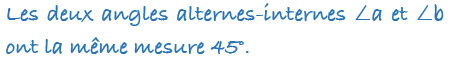 Les deux angles alternes-internes ∠a et ∠b
ont la même mesure 45°.